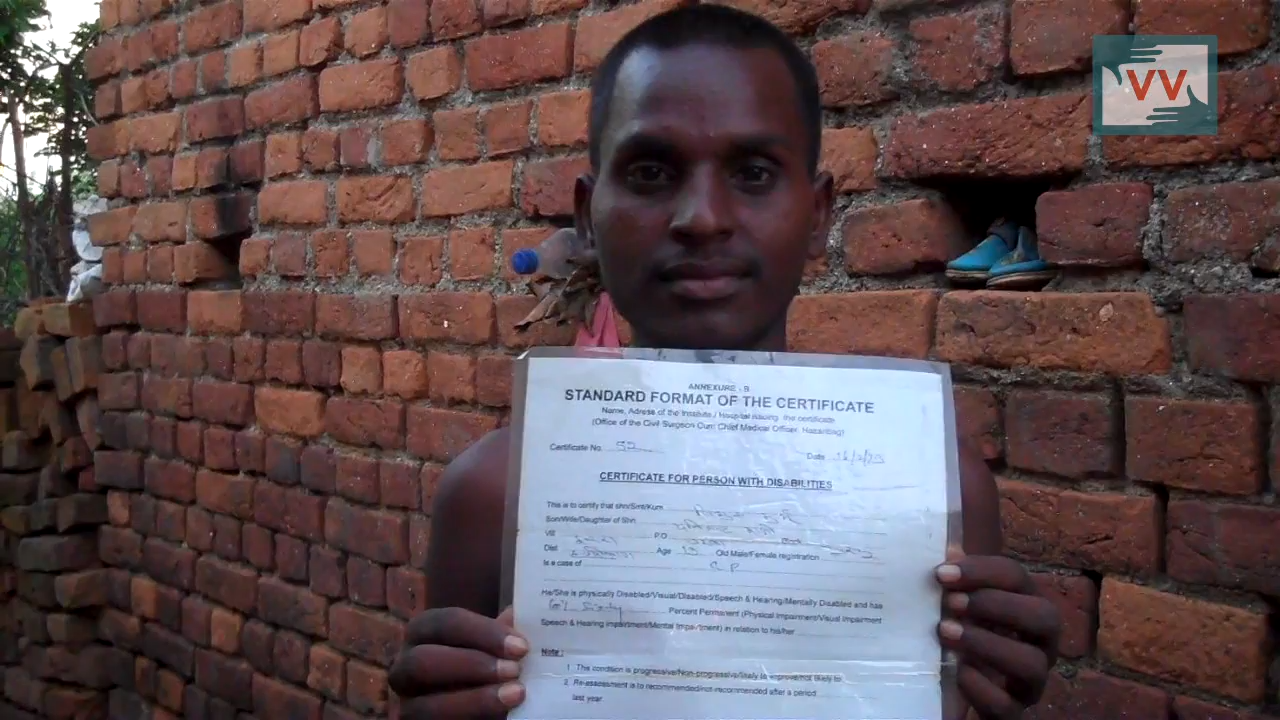 VV
ANNEXURE - B
STANDARD FORMAT OF THE CERTIFICATE
Name, Adress of the Institute / Hospital issuing the certificate
(Office of the Civil Surgeon Cum Chief Medical Officer, Hazaribag)
Certificate No. 52
Date
CERTIFICATE FOR PERSON WITH DISABILITIES
This is to certify that shri/Smt/Kum
Son/Wife/Daughter of Shri
Vill P.O
Dist Age Old Male/Female registration
Is a case of C P
He/She is physically Disabled/Visual/Disabled/Speech & Hearing/Mentally Disabled and has
Percent Permanent (Physical Impairment/Visual Impairment
Speech & Hearing impairment/Mental Impairtment) in relation to his/her
Note :
1 The condition is progressive/Non-progressive/likely to improve/not likely to
2. Re-assessment is to recommended/not recommended after a period
last year